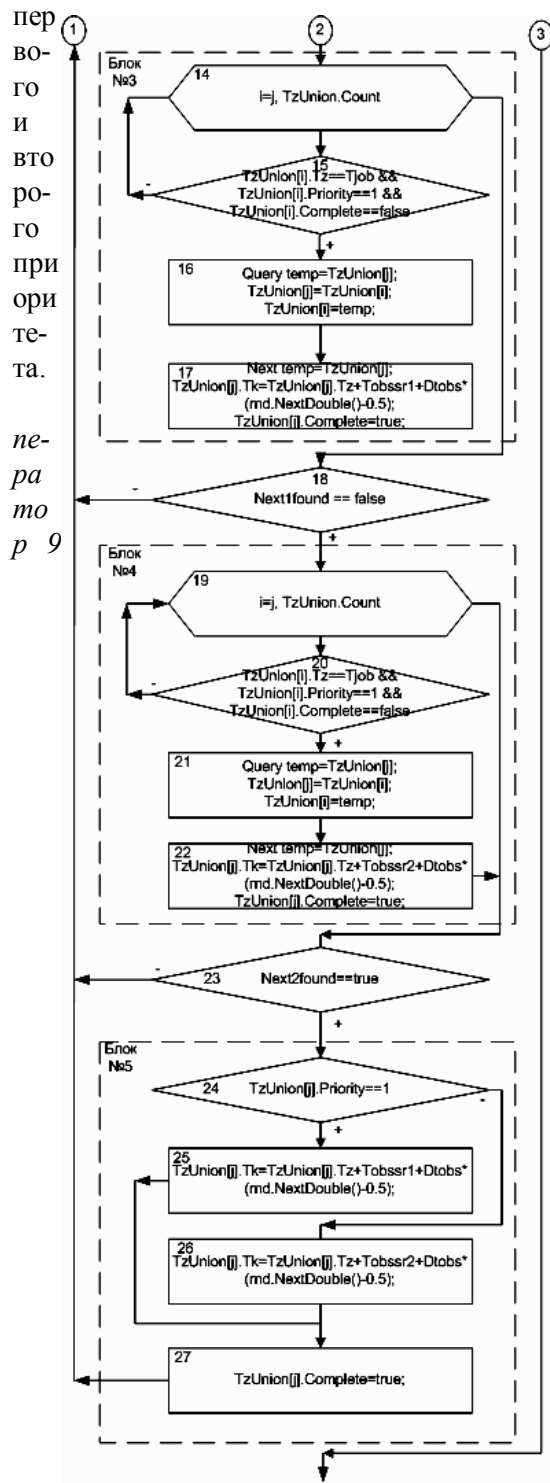 пер
во-
го
и
вто
ро-
го
при
ори
те-
та.
пе-
ра
то
р 9
1
2
3
Блок
№3
14
i=j, TzUnion.Count
15
TzUnion[i].Tz==Tjob &&
TzUnion[i].Priority==1 &&
TzUnion[i].Complete==false
-
+
16
Query temp=TzUnion[j];
TzUnion[j]=TzUnion[i];
TzUnion[i]=temp;
17
Next temp=TzUnion[j];
TzUnion[j].Tk=TzUnion[j].Tz+Tobssr1+Dtobs*
(rnd.NextDouble()-0.5);
TzUnion[j].Complete=true;
18
Next1found == false
-
+
Блок
№4
19
i=j, TzUnion.Count
20
TzUnion[i].Tz==Tjob &&
TzUnion[i].Priority==1 &&
TzUnion[i].Complete==false
-
+
21
Query temp=TzUnion[j];
TzUnion[j]=TzUnion[i];
TzUnion[i]=temp;
22
Next temp=TzUnion[j];
TzUnion[j].Tk=TzUnion[j].Tz+Tobssr2+Dtobs*
(rnd.NextDouble()-0.5);
TzUnion[j].Complete=true;
-
23
Next2found==true
+
Блок
№5
24
TzUnion[j].Priority==1
-
+
25
TzUnion[j].Tk=TzUnion[j].Tz+Tobssr1+Dtobs*
(rnd.NextDouble()-0.5);
26
TzUnion[j].Tk=TzUnion[j].Tz+Tobssr2+Dtobs*
(rnd.NextDouble()-0.5);
27
TzUnion[j].Complete=true;